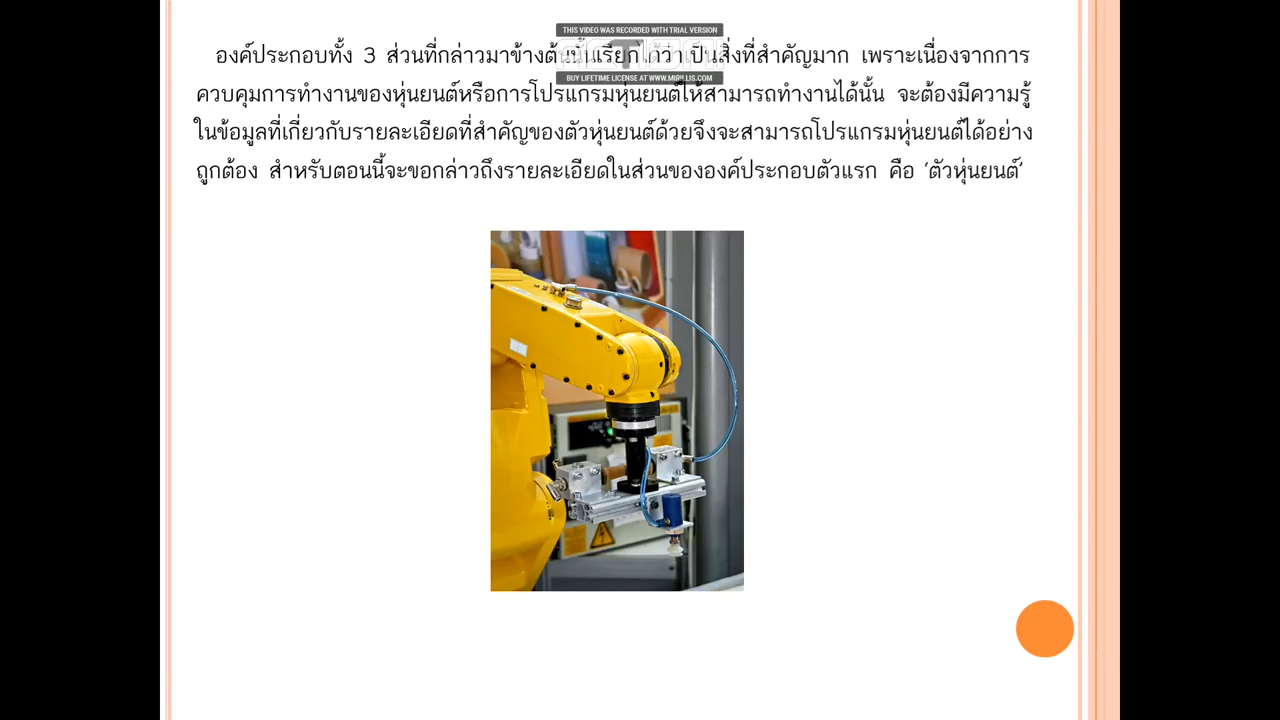 THIS VIDEO WAS RECORDED WITH TRIAL VERSION
องค์ประกอบทั้ง 3 ส่วนที่กล่าวมาข้างต้นนั้นเรียกได้ว่าเป็นสิ่งที่สำคัญมาก เพราะเนื่องจากการ
BUY LIFETIME LICENSE AT WWW.MIRILLIS.COM
ควบคุมการทำงานของหุ่นยนต์หรือการโปรแกรมหุ่นยนต์ให้สามารถทำงานได้นั้น จะต้องมีความรู้
ในข้อมูลที่เกี่ยวกับรายละเอียดที่สำคัญของตัวหุ่นยนต์ด้วยจึงจะสามารถโปรแกรมหุ่นยนต์ได้อย่าง
ถูกต้อง สำหรับตอนนี้จะขอกล่าวถึงรายละเอียดในส่วนขององค์ประกอบตัวแรก คือ ‘ตัวหุ่นยนต์’